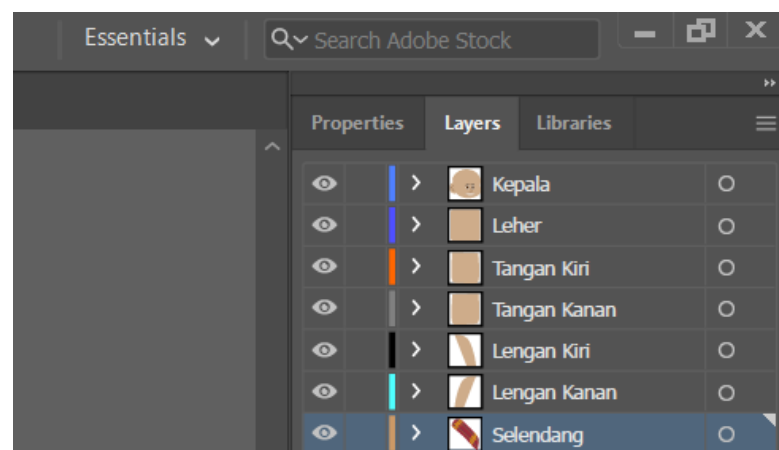 Essentials
Search Adobe Stock
Properties Layers Libraries
Kepala
Leher
Tangan Kiri
Tangan Kanan
Lengan Kiri
Lengan Kanan
Selendang